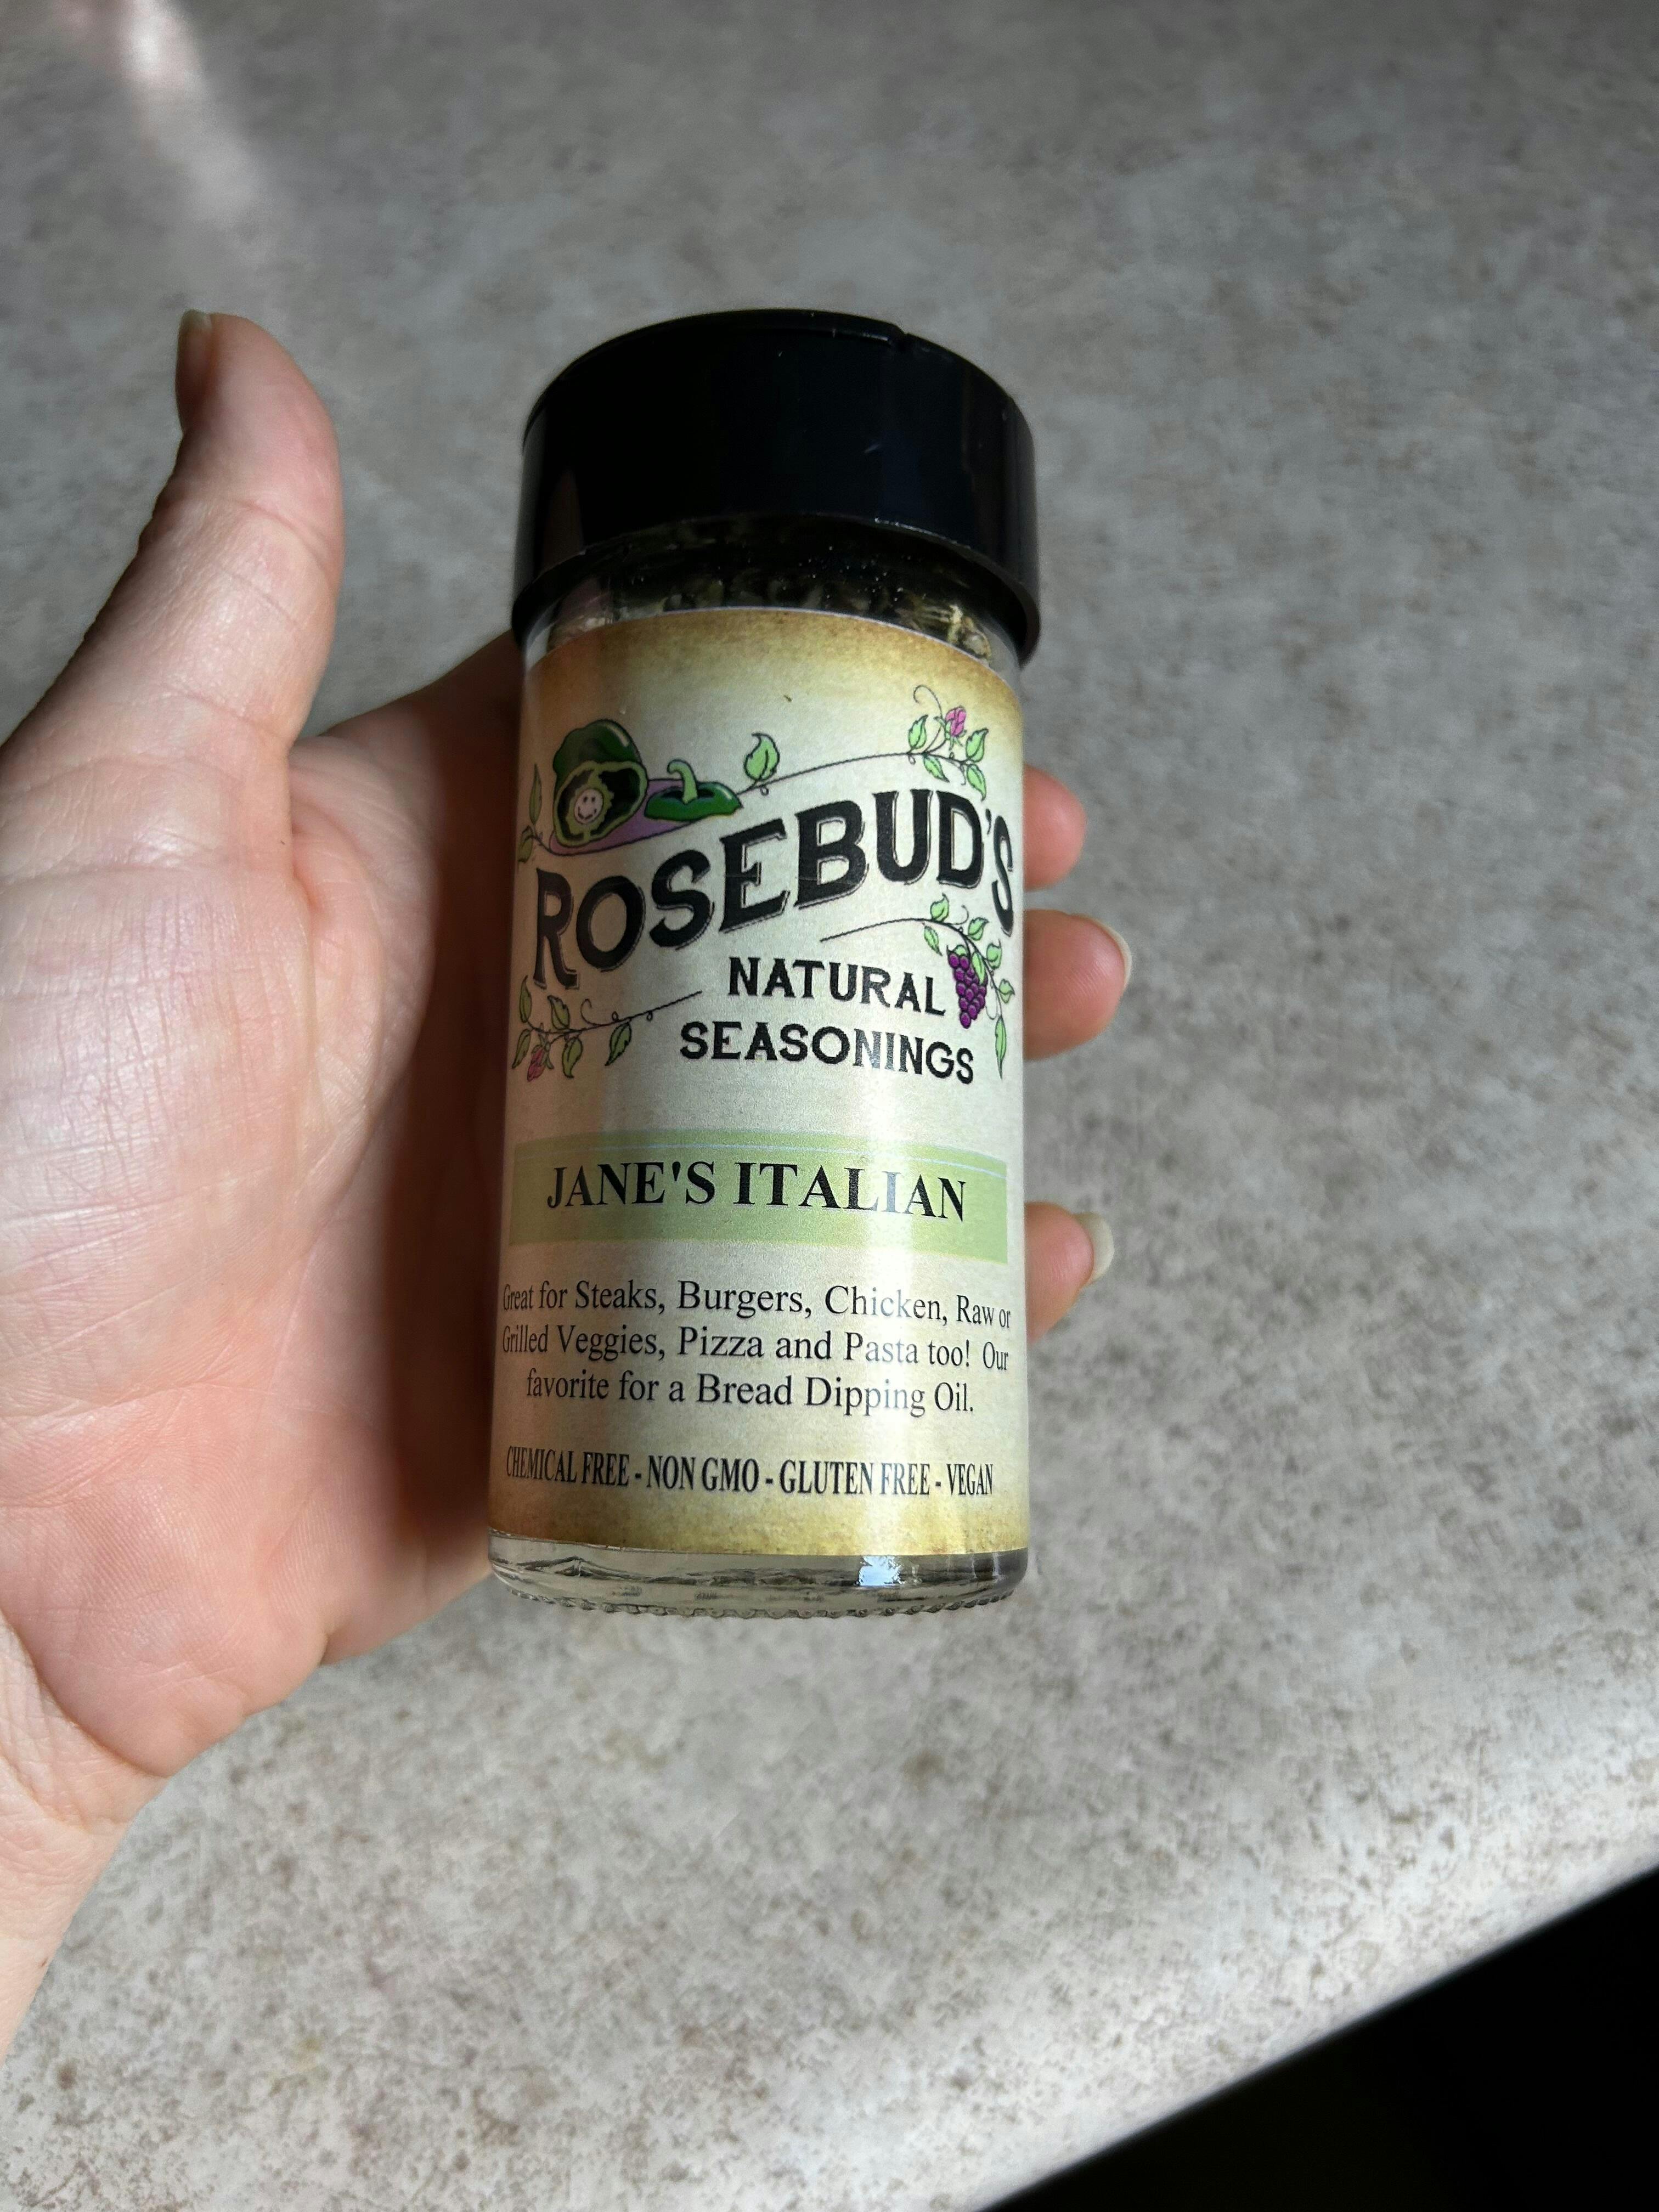 ROSEBUD'S
NATURAL
SEASONINGS
JANE'S ITALIAN
Great for Steaks, Burgers, Chicken, Raw or
Grilled Veggies, Pizza and Pasta too! Our
favorite for a Bread Dipping Oil.
CHEMICAL FREE - NON GMO - GLUTEN FREE - VEGAN